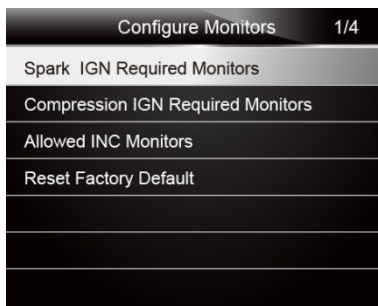 Configure Monitors 1/4
Spark IGN Required Monitors
Compression IGN Required Monitors
Allowed INC Monitors
Reset Factory Default